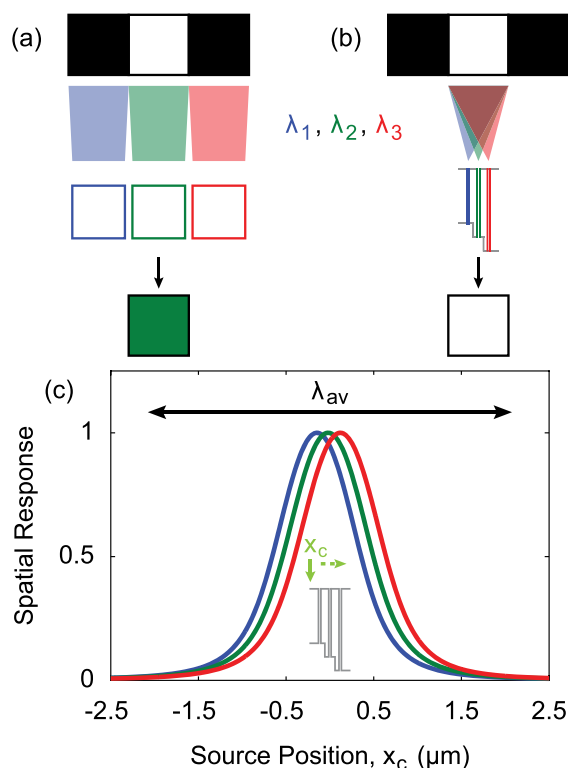 (a)
(b)
λ1, λ2, λ3
(c)
λav
1
0.5
0
xc
Spatial Response
-2.5
-1.5
-0.5
0.5
1.5
2.5
Source Position, xc (μm)